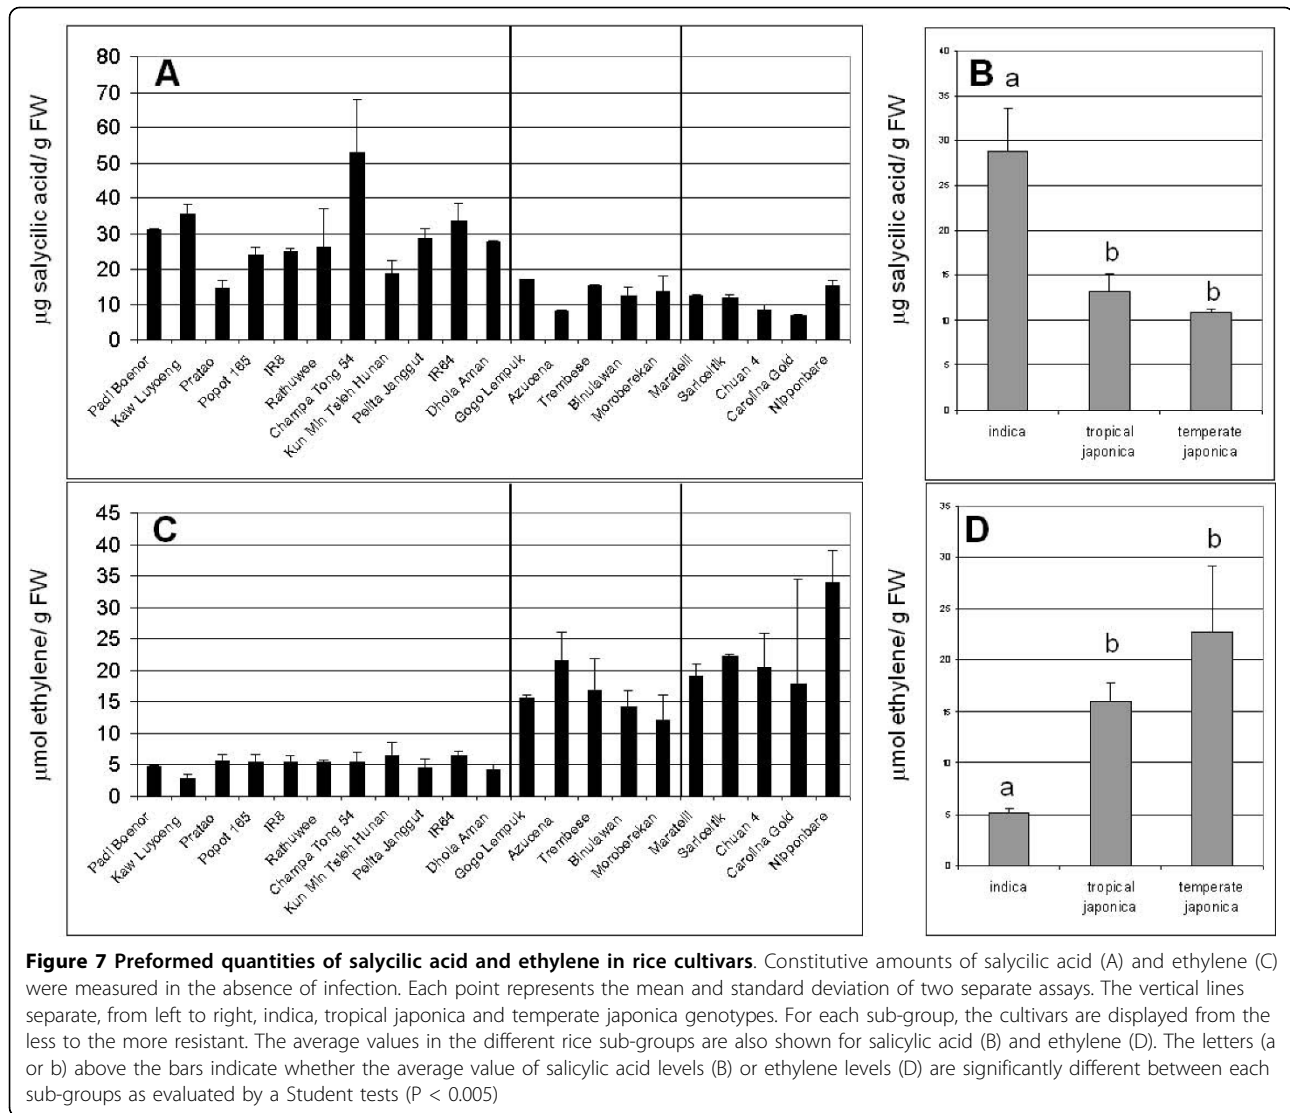 80
70
60
50
40
30
20
10
0
µg salycilic acid/ g FW
A
Padi Boenor
Kaw Luyoeng
Pratao
Popot 165
IR8
Rathuwee
Champa Tong 54
Kun Min Tsieh Hunan
Pelita Janggut
IR64
Dhola Aman
Gogo Lempuk
Azucena
Trembese
Binulawan
Moroberekan
Maratelli
Chuan 4
Carolina Gold
Nipponbare
40
35
30
25
20
15
10
5
0
µg salycilic acid/ g FW
B
a
b
b
indica
tropical
japonica
temperate
japonica
45
40
35
30
25
20
15
10
5
0
µmol ethylene/ g FW
C
Padi Boenor
Kaw Luyoeng
Pratao
Popot 165
IR8
Rathuwee
Champa Tong 54
Kun Min Tsieh Hunan
Pelita Janggut
IR64
Dhola Aman
Gogo Lempuk
Azucena
Trembese
Binulawan
Moroberekan
Maratelli
Chuan 4
Carolina Gold
Nipponbare
35
30
25
20
15
10
5
0
µmol ethylene/ g FW
D
a
b
b
indica
tropical
japonica
temperate
japonica
Figure 7 Preformed quantities of salycilic acid and ethylene in rice cultivars. Constitutive amounts of salycilic acid (A) and ethylene (C)
were measured in the absence of infection. Each point represents the mean and standard deviation of two separate assays. The vertical lines
separate, from left to right, indica, tropical japonica and temperate japonica genotypes. For each sub-group, the cultivars are displayed from the
less to the more resistant. The average values in the different rice sub-groups are also shown for salicylic acid (B) and ethylene (D). The letters (a
or b) above the bars indicate whether the average value of salicylic acid levels (B) or ethylene levels (D) are significantly different between each
sub-groups as evaluated by a Student tests (P < 0.005)